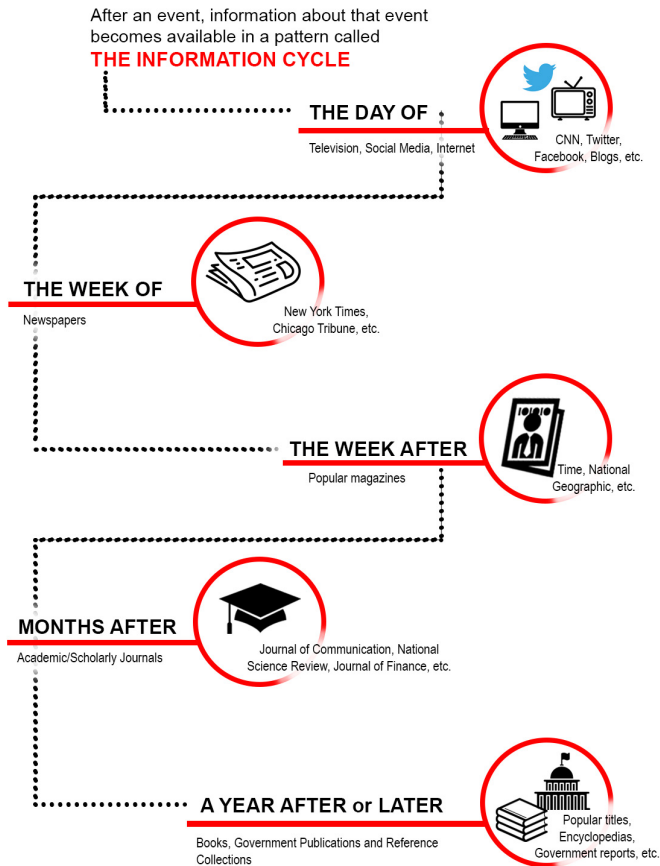 After an event, information about that event
becomes available in a pattern called
THE INFORMATION CYCLE
THE DAY OF
Television, Social Media, Internet
CNN, Twitter,
Facebook, Blogs, etc.
THE WEEK OF
Newspapers
New York Times,
Chicago Tribune, etc.
THE WEEK AFTER
Popular magazines
Time, National
Geographic, etc.
MONTHS AFTER
Academic/Scholarly Journals
Journal of Communication, National
Science Review, Journal of Finance, etc.
A YEAR AFTER or LATER
Books, Government Publications and Reference
Collections
Popular titles,
Encyclopedias,
Government reports, etc.